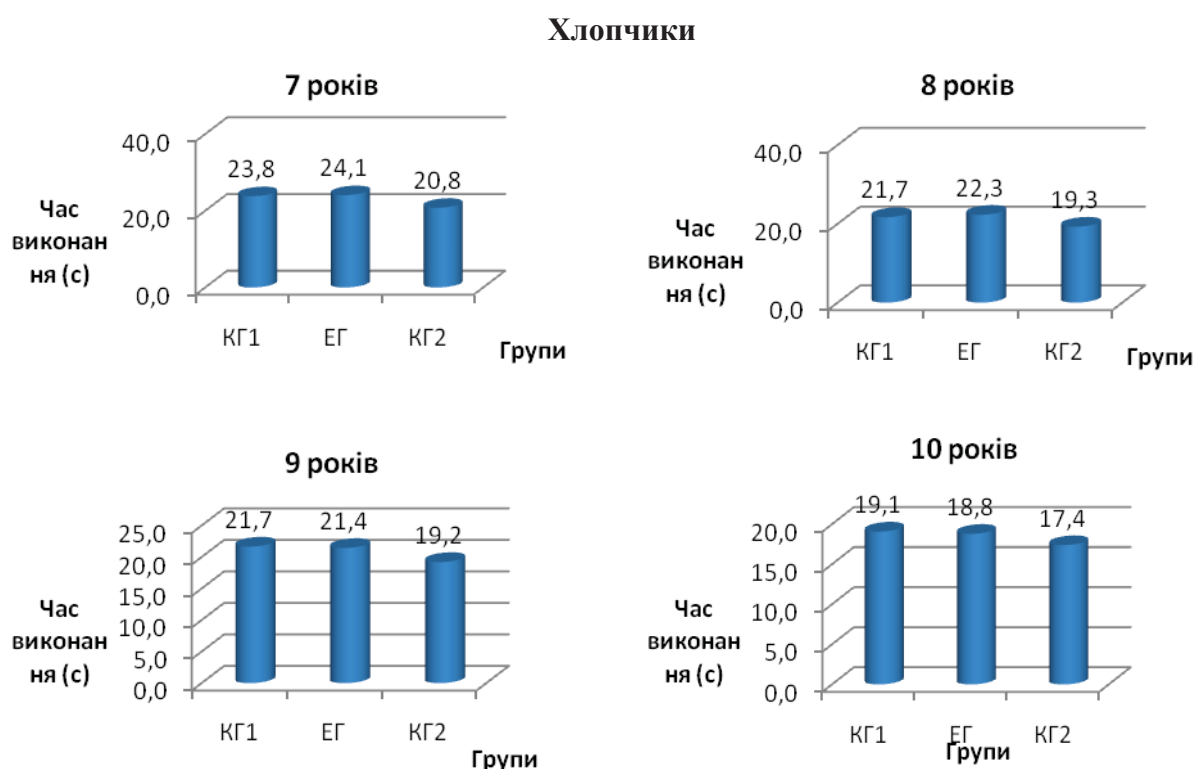 Хлопчики
7 років
40,0
20,0
0,0
23,8
24,1
20,8
Час
виконан
ня (с)
КГ1 ЕГ КГ2
Групи
8 років
40,0
20,0
0,0
21,7
22,3
19,3
Час
виконан
ня (с)
КГ1 ЕГ КГ2
Групи
9 років
25,0
20,0
15,0
10,0
5,0
0,0
21,7
21,4
19,2
Час
виконан
ня (с)
КГ1 ЕГ КГ2
Групи
10 років
20,0
15,0
10,0
5,0
0,0
19,1
18,8
17,4
Час
виконан
ня (с)
КГ1 ЕГ КГ2
Групи